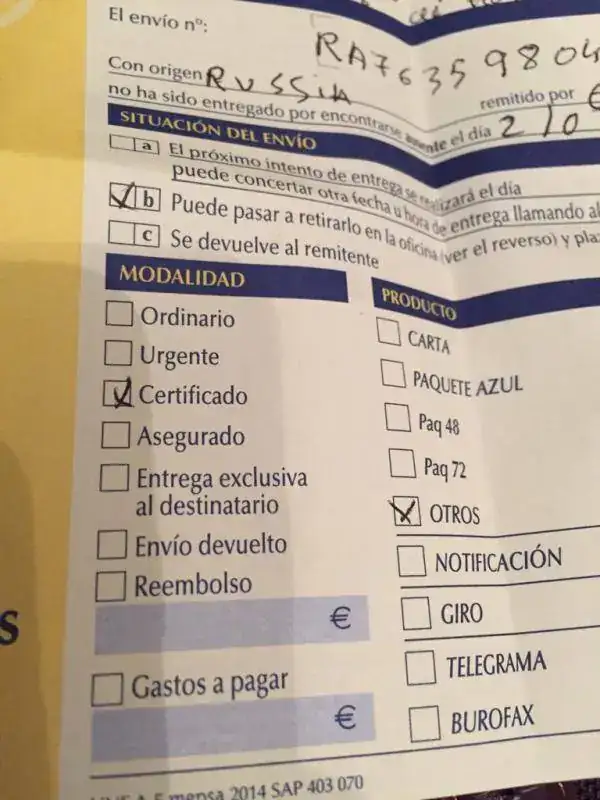 El envío nº:
RA76359804
Con origen RUSSIA remitido por
no ha sido entregado por encontrarse ausente el día 2/0
SITUACIÓN DEL ENVÍO
a El próximo intento de entrega se realizará el día
puede concertar otra fecha u hora de entrega llamando al
b Puede pasar a retirarlo en la oficina (ver el reverso) y
c Se devuelve al remitente
MODALIDAD
Ordinario
Urgente
Certificado
Asegurado
Entrega exclusiva
al destinatario
Envío devuelto
Reembolso
€
Gastos a pagar
€
PRODUCTO
CARTA
PAQUETE AZUL
Paq 48
Paq 72
OTROS
NOTIFICACIÓN
GIRO
TELEGRAMA
BUROFAX
2014 SAP 403 070
s